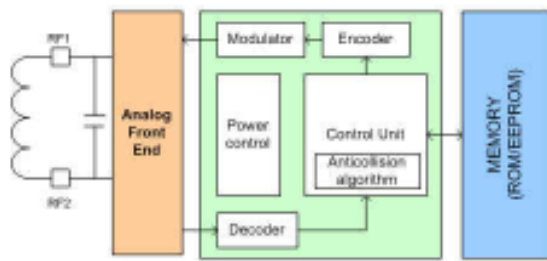 RF1
RF2
Analog
Front
End
Modulator
Encoder
Power
control
Control Unit
Anticollision
algorithm
Decoder
MEMORY
(ROM/EEPROM)